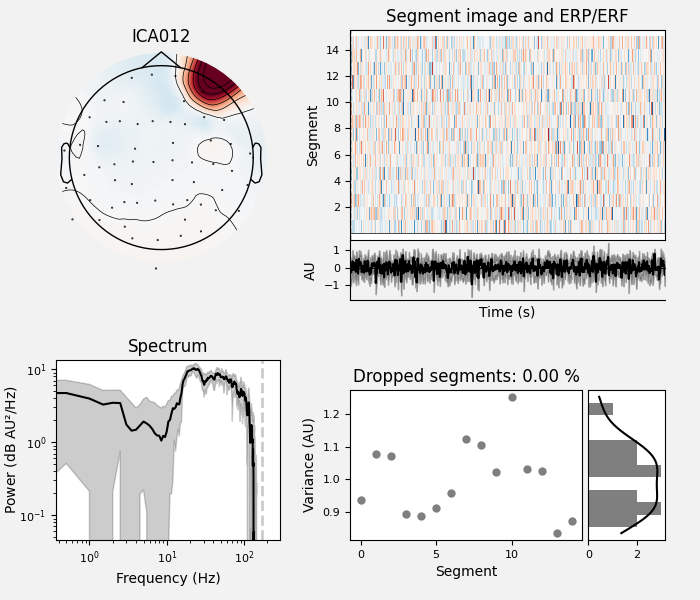 ICA012
Segment image and ERP/ERF
Segment
14
12
10
8
6
4
2
AU
1
0
−1
Time (s)
Spectrum
Power (dB AU²/Hz)
10¹
10⁰
10⁻¹
10⁰ 10¹ 10²
Frequency (Hz)
Dropped segments: 0.00 %
Variance (AU)
1.2
1.1
1.0
0.9
0 5 10
Segment
0 2